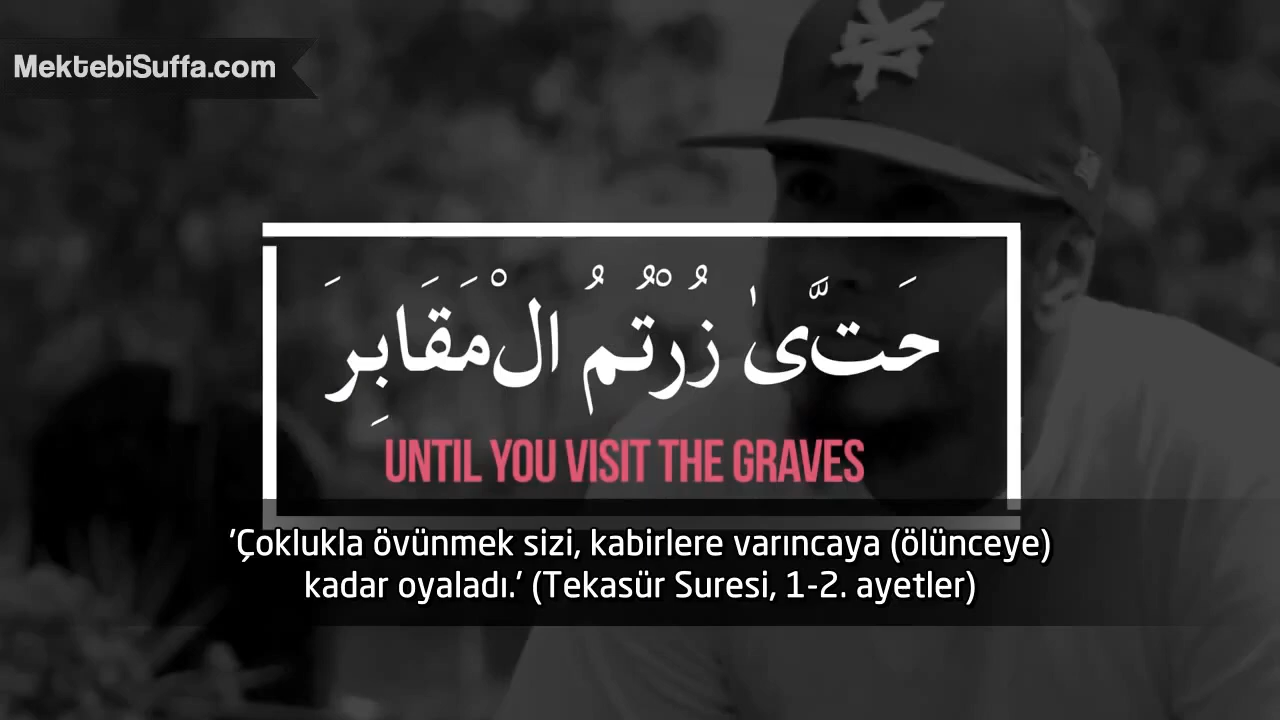 MektebiSuffa.com
حَتَّىٰ زُرْتُمُ الْمَقَابِرَ
UNTIL YOU VISIT THE GRAVES
'Çoklukla övünmek sizi, kabirlere varıncaya (ölünceye)
kadar oyaladı.' (Tekasür Suresi, 1-2. ayetler)